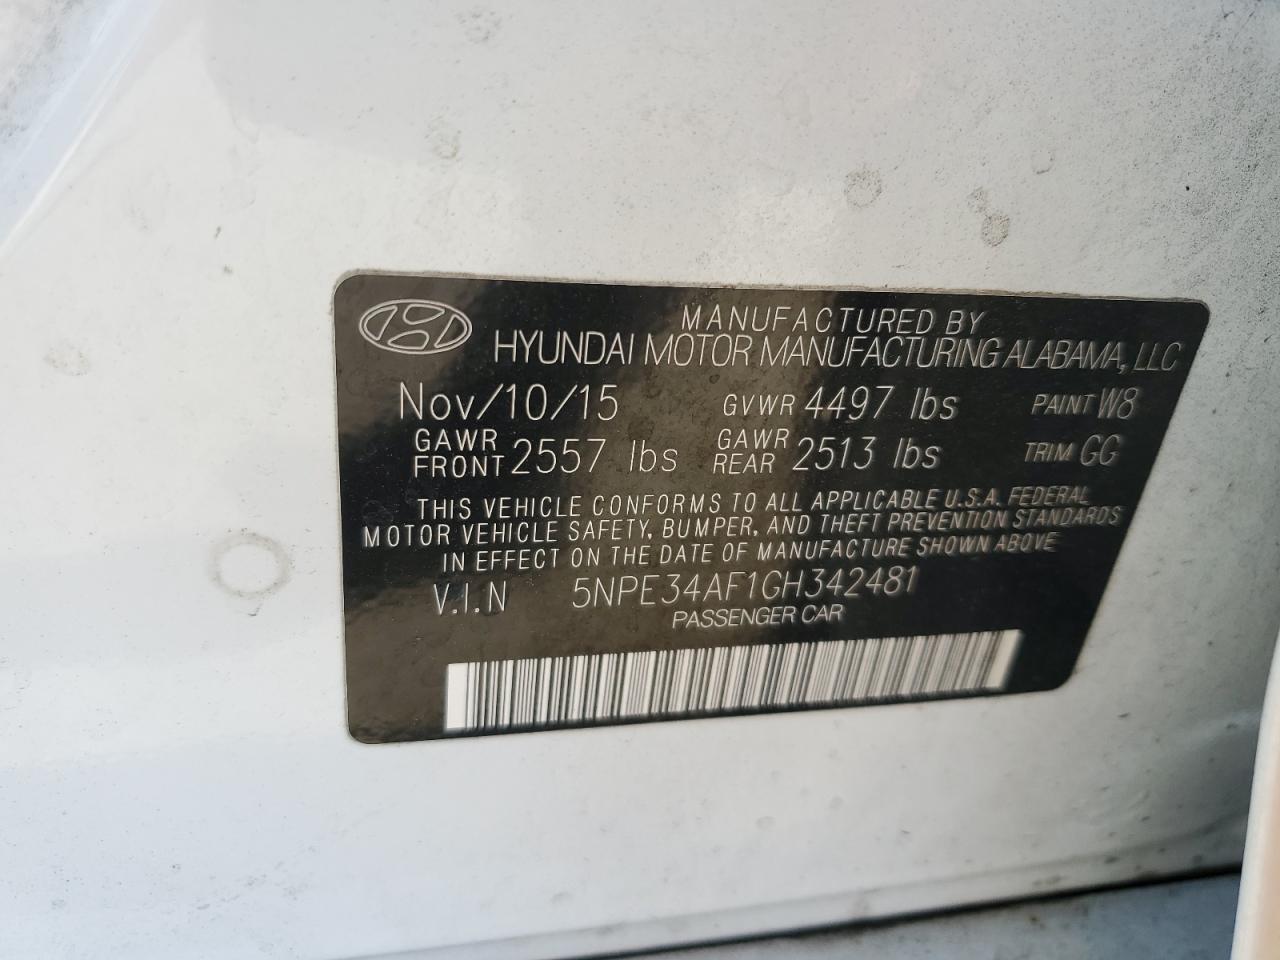 MANUFACTURED BY
HYUNDAI MOTOR MANUFACTURING ALABAMA, LLC
Nov/10/15 GVWR 4497 lbs PAINT W8
GAWR FRONT 2557 lbs GAWR REAR 2513 lbs TRIM GG
THIS VEHICLE CONFORMS TO ALL APPLICABLE U.S.A. FEDERAL
MOTOR VEHICLE SAFETY, BUMPER, AND THEFT PREVENTION STANDARDS
IN EFFECT ON THE DATE OF MANUFACTURE SHOWN ABOVE
V.I.N 5NPE34AF1GH342481
PASSENGER CAR